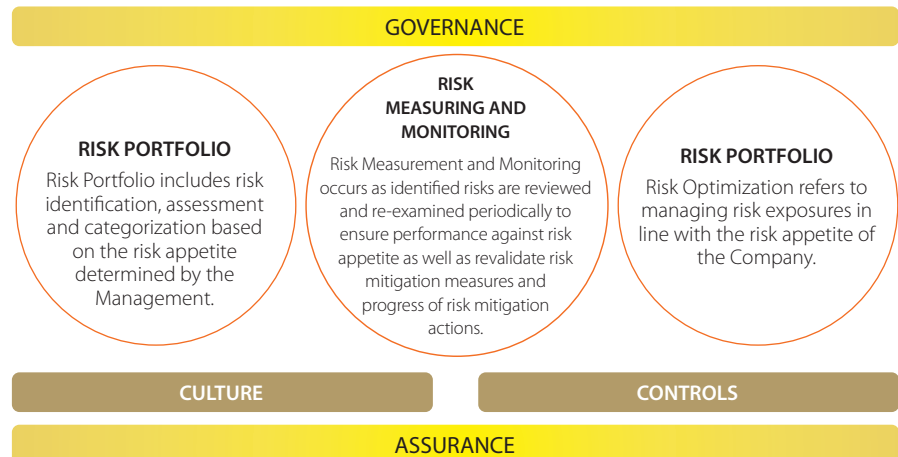 GOVERNANCE
RISK PORTFOLIO
Risk Portfolio includes risk
identification, assessment
and categorization based
on the risk appetite
determined by the
Management.
RISK
MEASURING AND
MONITORING
Risk Measurement and Monitoring
occurs as identified risks are reviewed
and re-examined periodically to
ensure performance against risk
appetite as well as revalidate risk
mitigation measures and
progress of risk mitigation
actions.
RISK PORTFOLIO
Risk Optimization refers to
managing risk exposures in
line with the risk appetite of
the Company.
CULTURE
CONTROLS
ASSURANCE